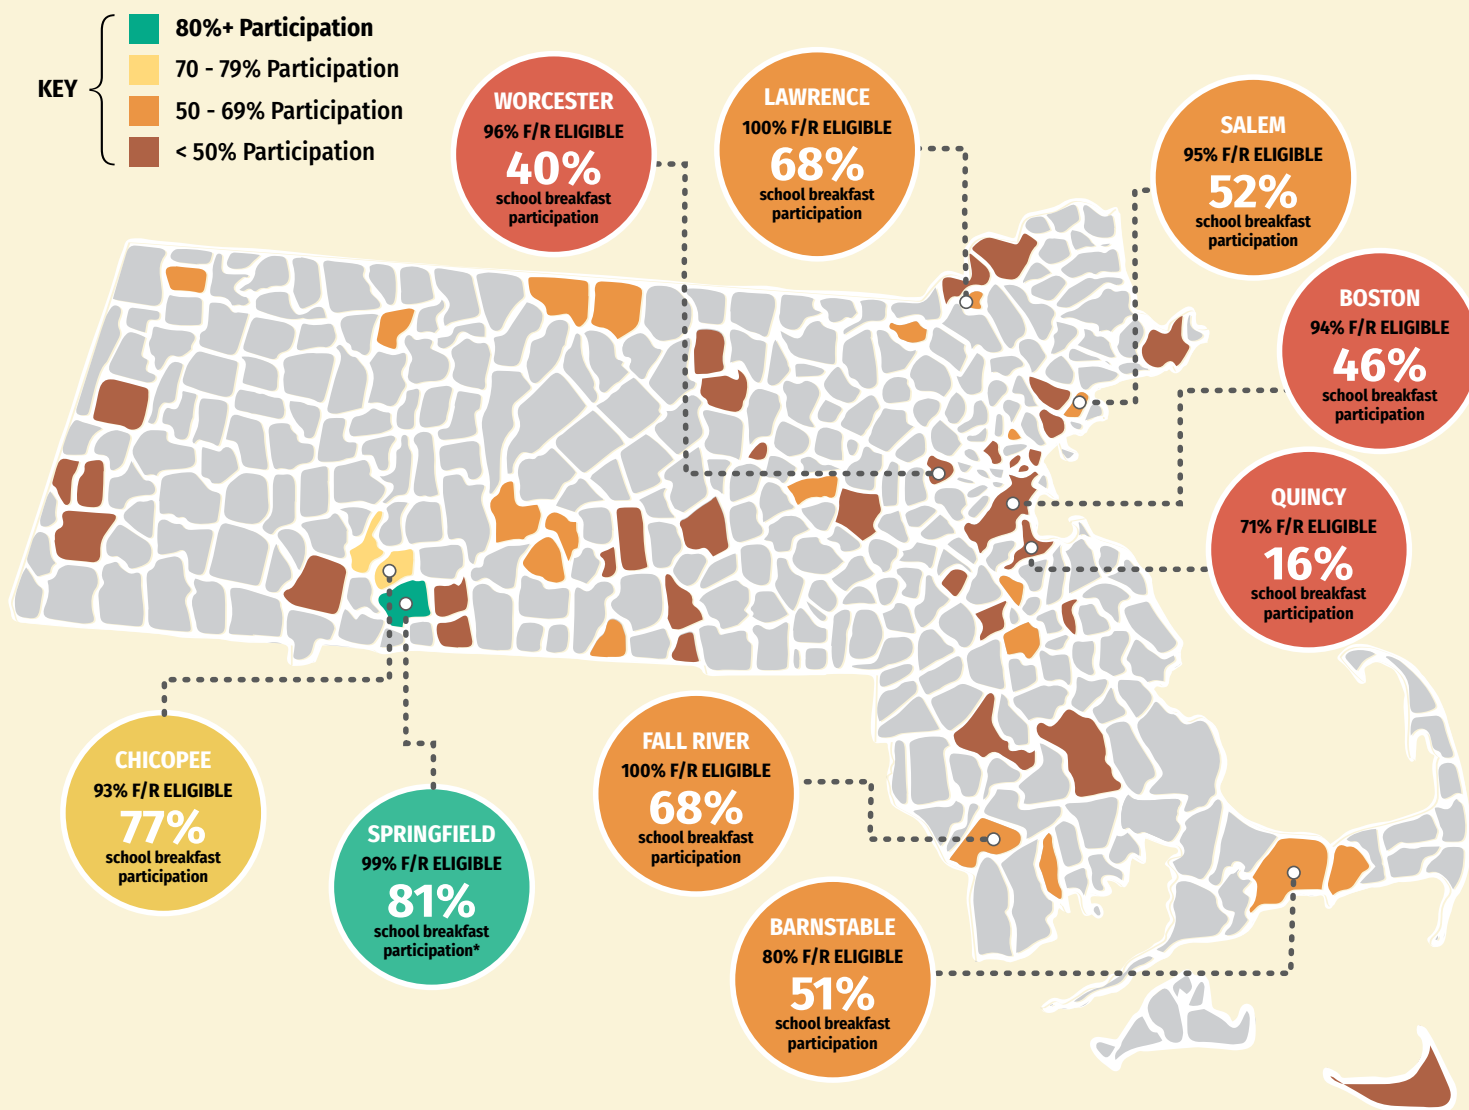 KEY
80%+ Participation
70 - 79% Participation
50 - 69% Participation
< 50% Participation
WORCESTER
96% F/R ELIGIBLE
40%
school breakfast
participation
LAWRENCE
100% F/R ELIGIBLE
68%
school breakfast
participation
SALEM
95% F/R ELIGIBLE
52%
school breakfast
participation
BOSTON
94% F/R ELIGIBLE
46%
school breakfast
participation
QUINCY
71% F/R ELIGIBLE
16%
school breakfast
participation
CHICOPEE
93% F/R ELIGIBLE
77%
school breakfast
participation
SPRINGFIELD
99% F/R ELIGIBLE
81%
school breakfast
participation*
FALL RIVER
100% F/R ELIGIBLE
68%
school breakfast
participation
BARNSTABLE
80% F/R ELIGIBLE
51%
school breakfast
participation